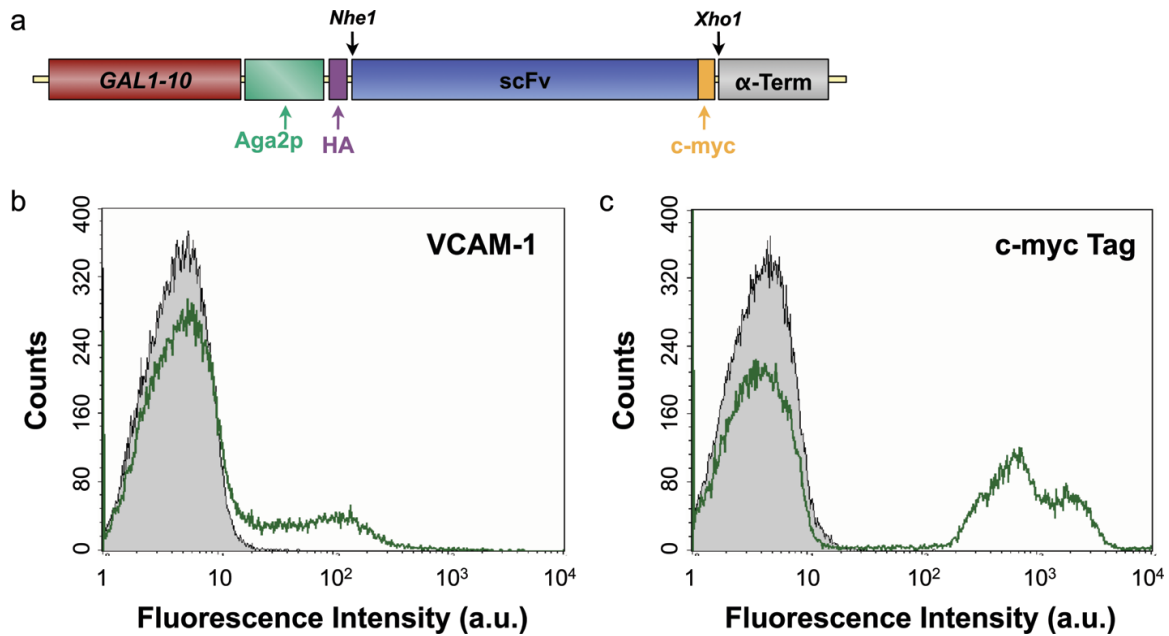 a
Nhe1
Xho1
GAL1-10
scFv
α-Term
Aga2p
HA
c-myc
b
VCAM-1
Counts
400
320
240
160
80
0
1
10
10²
10³
10⁴
Fluorescence Intensity (a.u.)
c
c-myc Tag
Counts
400
320
240
160
80
0
1
10
10²
10³
10⁴
Fluorescence Intensity (a.u.)